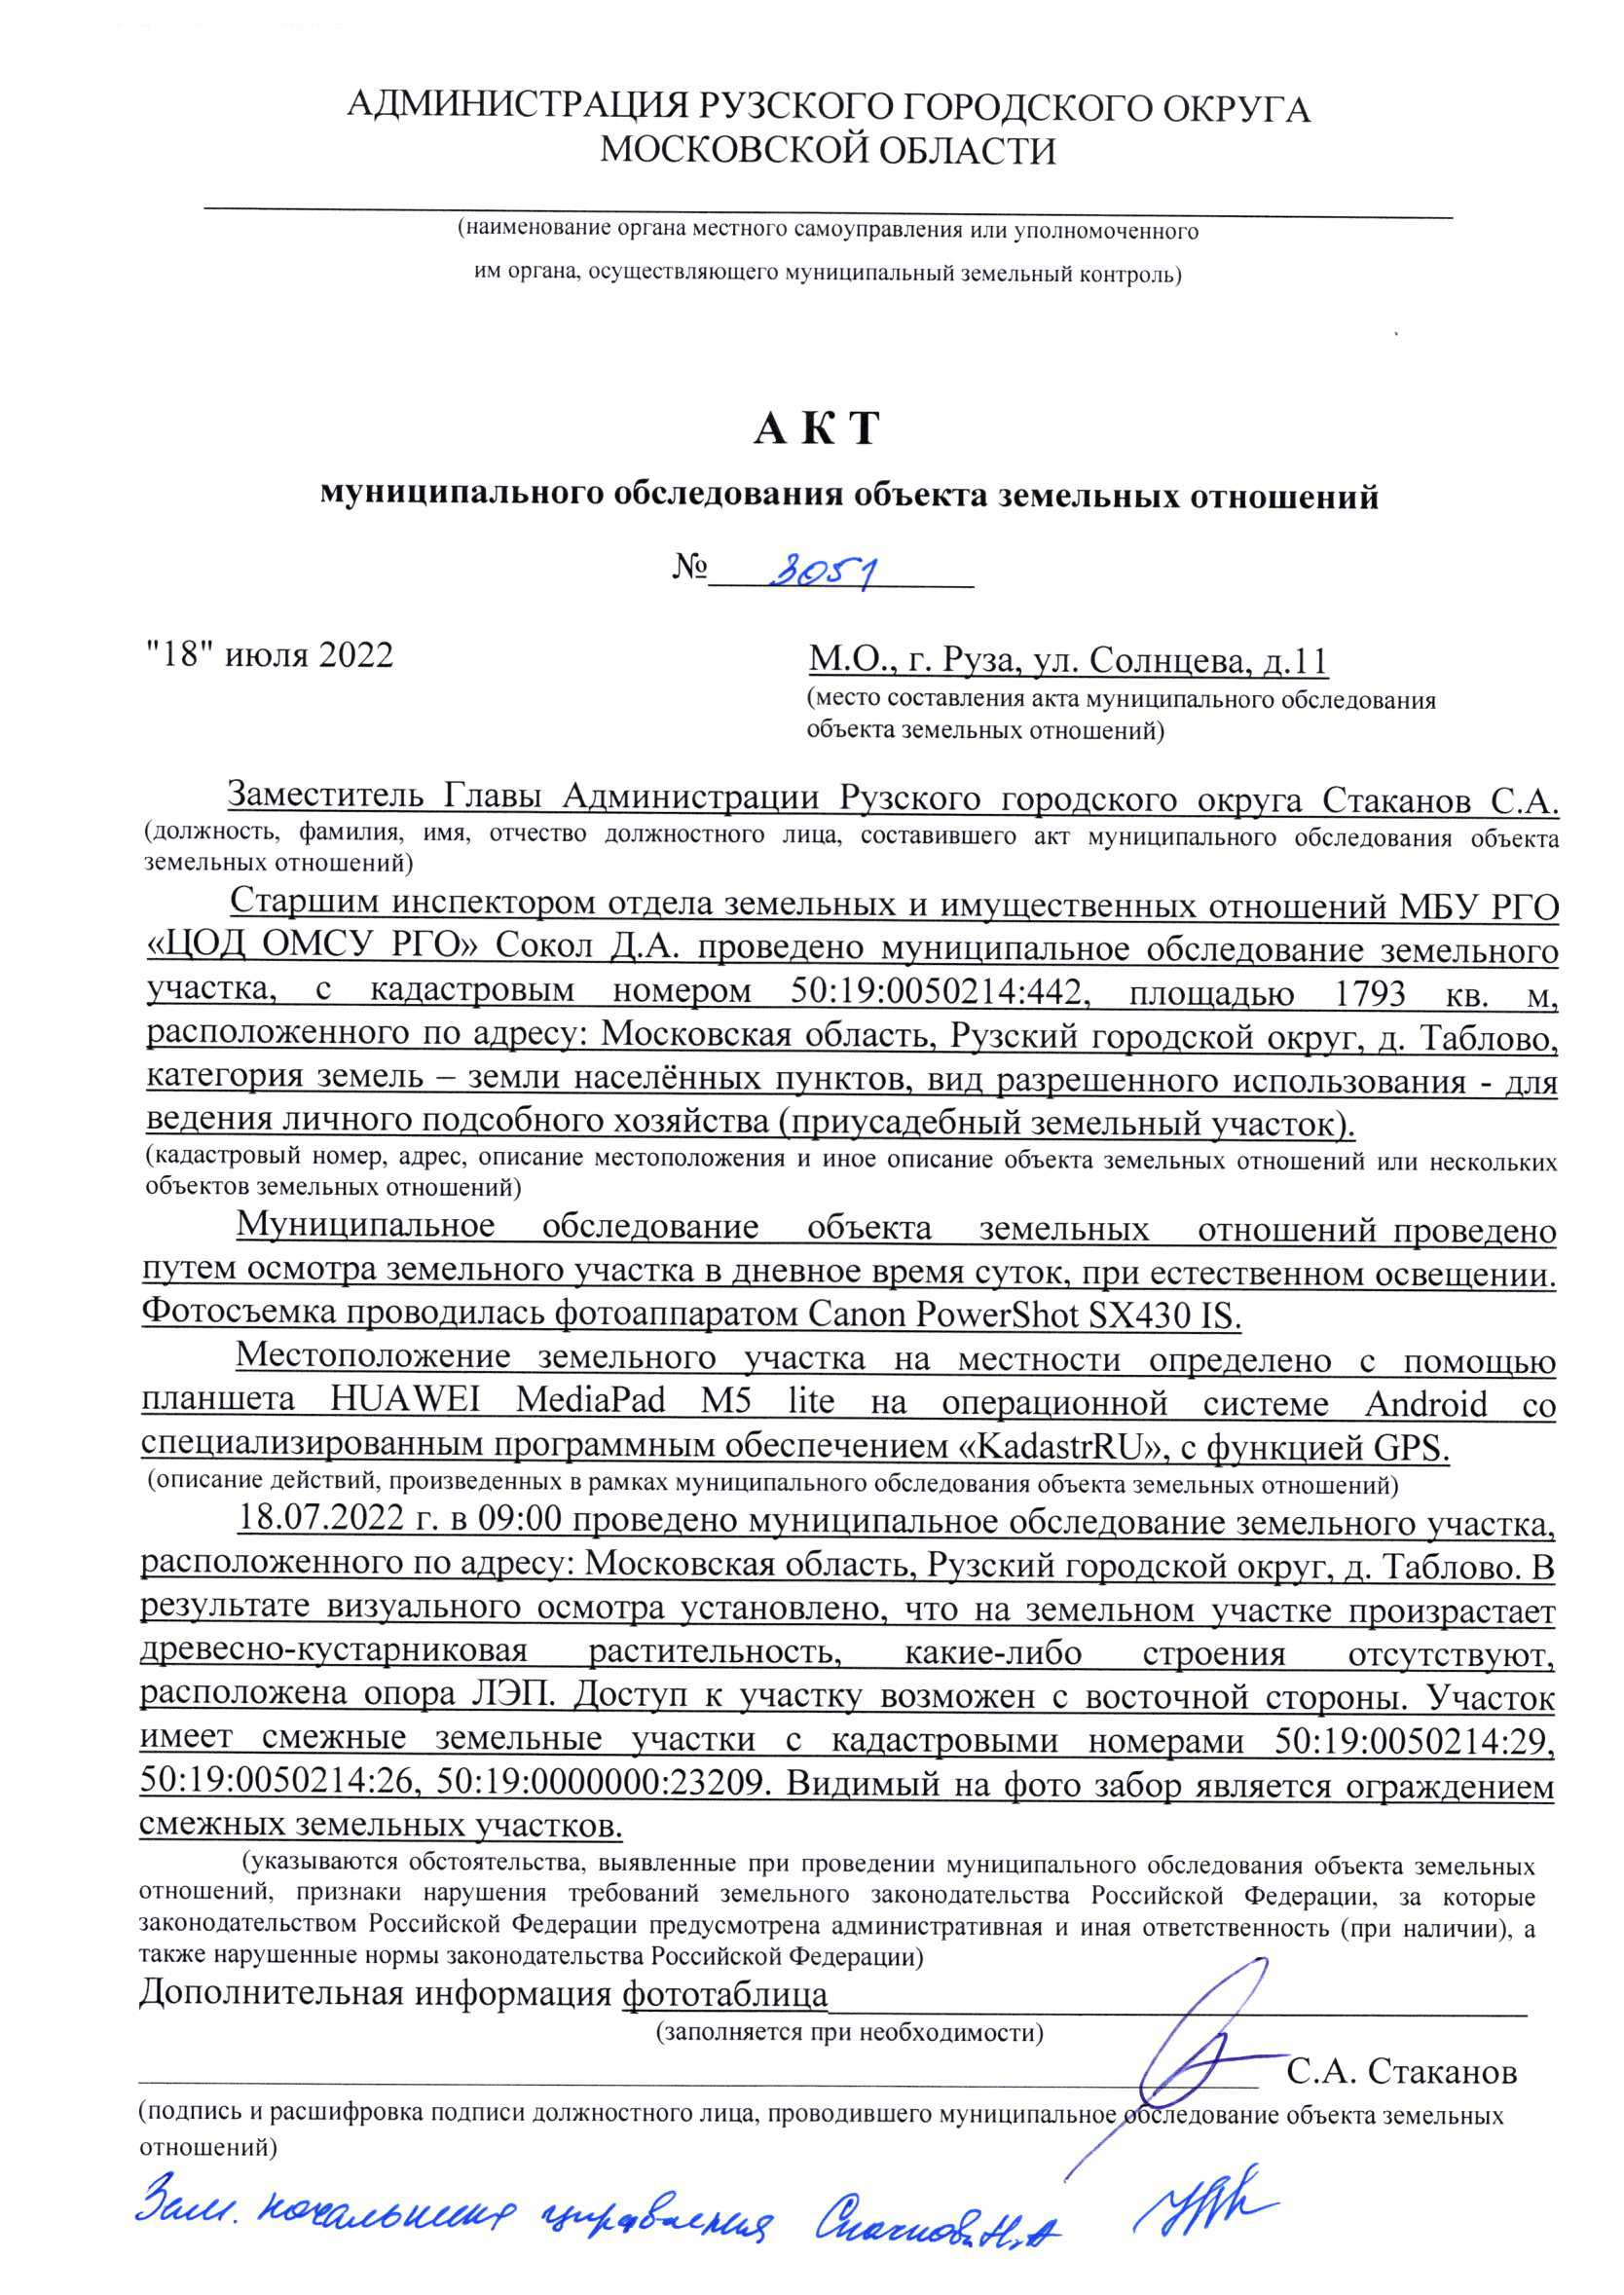 АДМИНИСТРАЦИЯ РУЗСКОГО ГОРОДСКОГО ОКРУГА
МОСКОВСКОЙ ОБЛАСТИ
(наименование органа местного самоуправления или уполномоченного
им органа, осуществляющего муниципальный земельный контроль)
А К Т
муниципального обследования объекта земельных отношений
№ 3051
"18" июля 2022
М.О., г. Руза, ул. Солнцева, д.11
(место составления акта муниципального обследования
объекта земельных отношений)
Заместитель Главы Администрации Рузского городского округа Стаканов С.А.
(должность, фамилия, имя, отчество должностного лица, составившего акт муниципального обследования объекта
земельных отношений)
Старшим инспектором отдела земельных и имущественных отношений МБУ РГО
«ЦОД ОМСУ РГО» Сокол Д.А. проведено муниципальное обследование земельного
участка, с кадастровым номером 50:19:0050214:442, площадью 1793 кв. м,
расположенного по адресу: Московская область, Рузский городской округ, д. Таблово,
категория земель – земли населённых пунктов, вид разрешенного использования - для
ведения личного подсобного хозяйства (приусадебный земельный участок).
(кадастровый номер, адрес, описание местоположения и иное описание объекта земельных отношений или нескольких
объектов земельных отношений)
Муниципальное обследование объекта земельных отношений проведено
путем осмотра земельного участка в дневное время суток, при естественном освещении.
Фотосъемка проводилась фотоаппаратом Canon PowerShot SX430 IS.
Местоположение земельного участка на местности определено с помощью
планшета HUAWEI MediaPad M5 lite на операционной системе Android со
специализированным программным обеспечением «KadastrRU», с функцией GPS.
(описание действий, произведенных в рамках муниципального обследования объекта земельных отношений)
18.07.2022 г. в 09:00 проведено муниципальное обследование земельного участка,
расположенного по адресу: Московская область, Рузский городской округ, д. Таблово. В
результате визуального осмотра установлено, что на земельном участке произрастает
древесно-кустарниковая растительность, какие-либо строения отсутствуют,
расположена опора ЛЭП. Доступ к участку возможен с восточной стороны. Участок
имеет смежные земельные участки с кадастровыми номерами 50:19:0050214:29,
50:19:0050214:26, 50:19:0000000:23209. Видимый на фото забор является ограждением
смежных земельных участков.
(указываются обстоятельства, выявленные при проведении муниципального обследования объекта земельных
отношений, признаки нарушения требований земельного законодательства Российской Федерации, за которые
законодательством Российской Федерации предусмотрена административная и иная ответственность (при наличии), а
также нарушенные нормы законодательства Российской Федерации)
Дополнительная информация фототаблица
(заполняется при необходимости)
С.А. Стаканов
(подпись и расшифровка подписи должностного лица, проводившего муниципальное обследование объекта земельных
отношений)
Зам. начальника управления